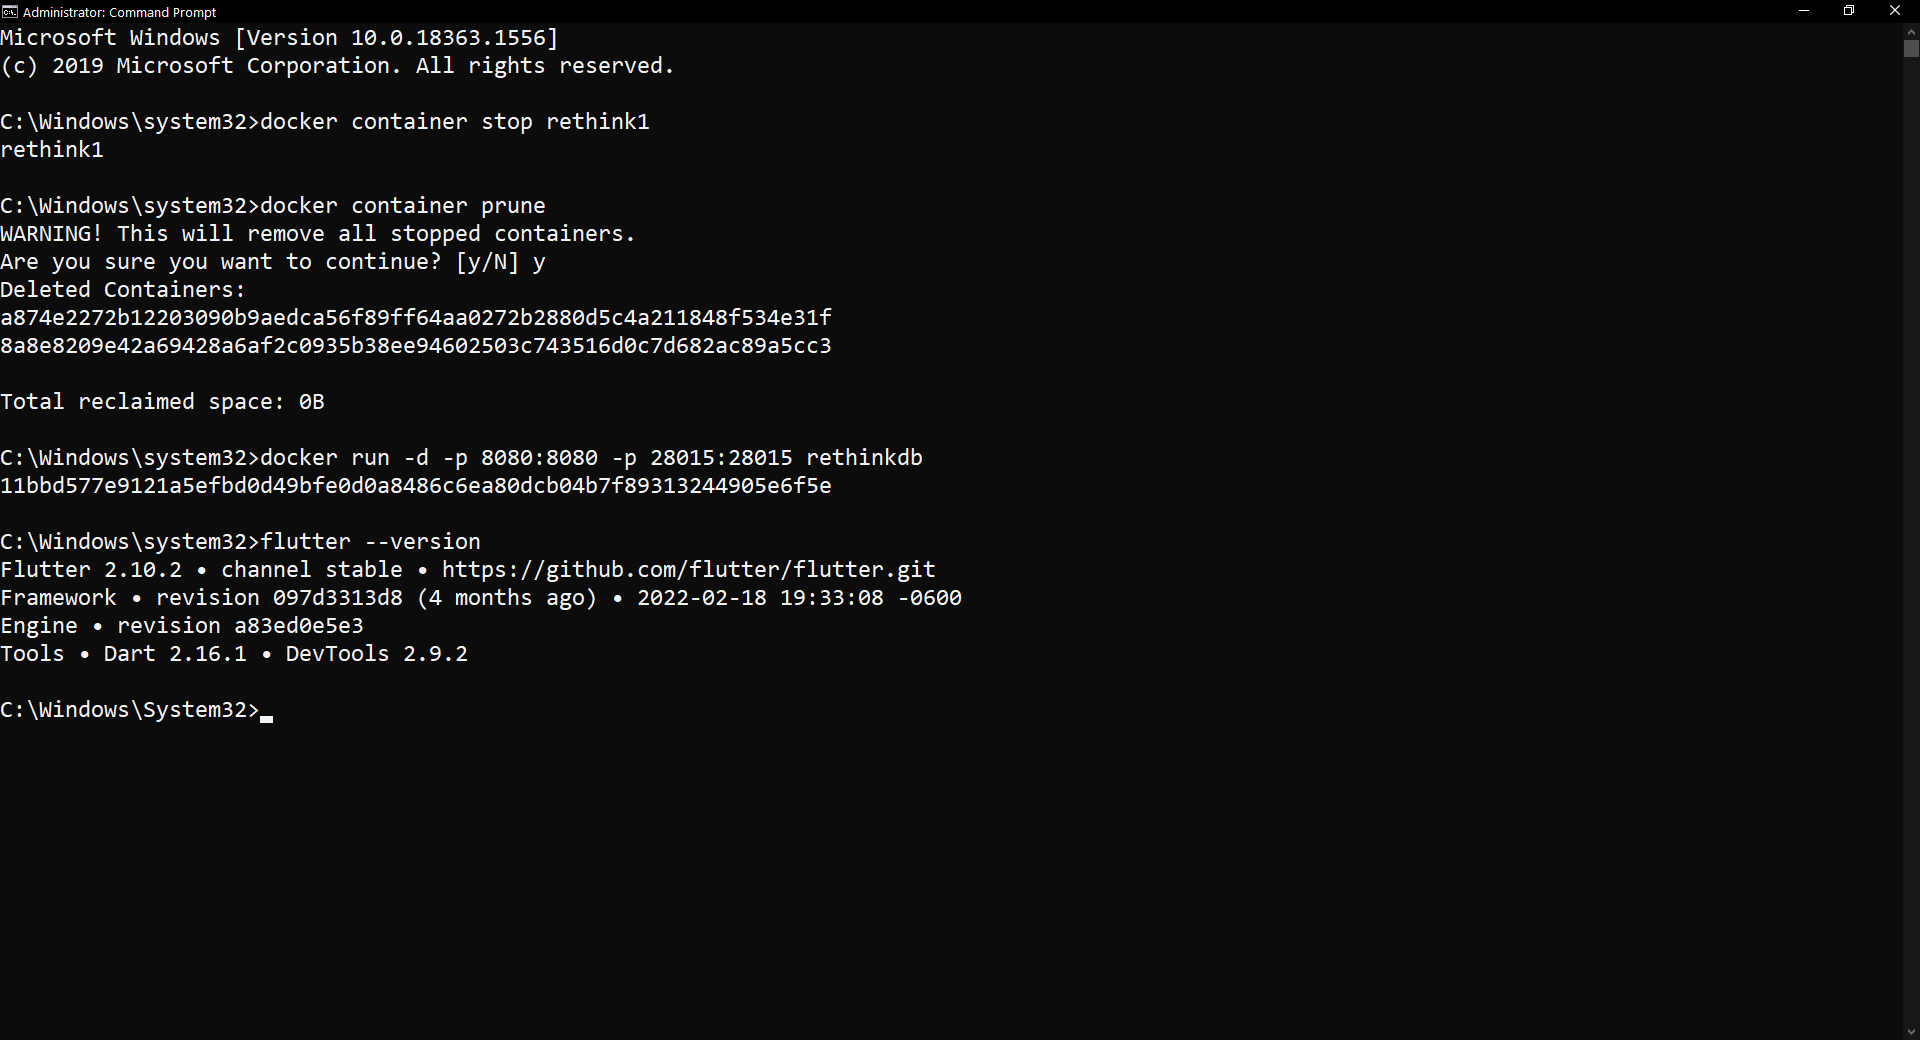 Administrator: Command Prompt
Microsoft Windows [Version 10.0.18363.1556]
(c) 2019 Microsoft Corporation. All rights reserved.
C:\Windows\system32>docker container stop rethink1
rethink1
C:\Windows\system32>docker container prune
WARNING! This will remove all stopped containers.
Are you sure you want to continue? [y/N] y
Deleted Containers:
a874e2272b12203090b9aedca56f89ff64aa0272b2880d5c4a211848f534e31f
8a8e8209e42a69428a6af2c0935b38ee94602503c743516d0c7d682ac89a5cc3
Total reclaimed space: 0B
C:\Windows\system32>docker run -d -p 8080:8080 -p 28015:28015 rethinkdb
11bbd577e9121a5efbd0d49bfe0d0a8486c6ea80dcb04b7f89313244905e6f5e
C:\Windows\system32>flutter --version
Flutter 2.10.2 • channel stable • https://github.com/flutter/flutter.git
Framework • revision 097d3313d8 (4 months ago) • 2022-02-18 19:33:08 -0600
Engine • revision a83ed0e5e3
Tools • Dart 2.16.1 • DevTools 2.9.2
C:\Windows\System32>